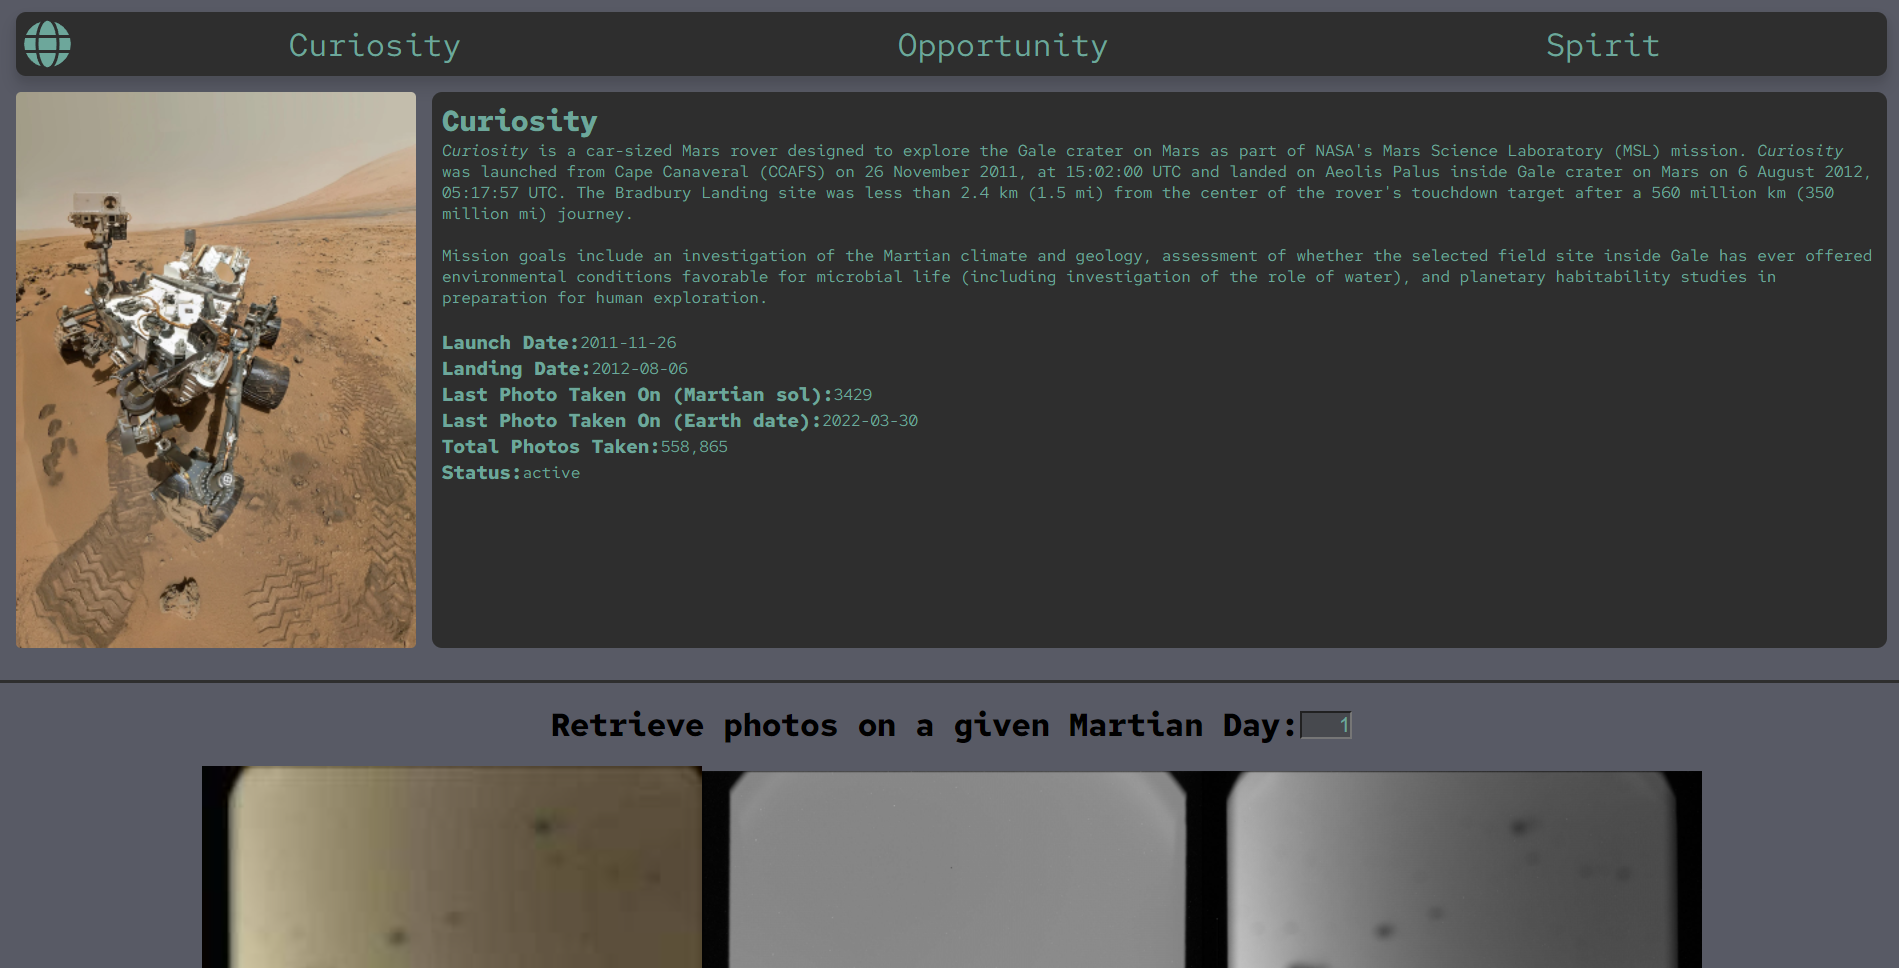 Curiosity Opportunity Spirit
Curiosity
Curiosity is a car-sized Mars rover designed to explore the Gale crater on Mars as part of NASA's Mars Science Laboratory (MSL) mission. Curiosity
was launched from Cape Canaveral (CCAFS) on 26 November 2011, at 15:02:00 UTC and landed on Aeolis Palus inside Gale crater on Mars on 6 August 2012,
05:17:57 UTC. The Bradbury Landing site was less than 2.4 km (1.5 mi) from the center of the rover's touchdown target after a 560 million km (350
million mi) journey.
Mission goals include an investigation of the Martian climate and geology, assessment of whether the selected field site inside Gale has ever offered
environmental conditions favorable for microbial life (including investigation of the role of water), and planetary habitability studies in
preparation for human exploration.
Launch Date:2011-11-26
Landing Date:2012-08-06
Last Photo Taken On (Martian sol):3429
Last Photo Taken On (Earth date):2022-03-30
Total Photos Taken:558,865
Status:active
Retrieve photos on a given Martian Day:1